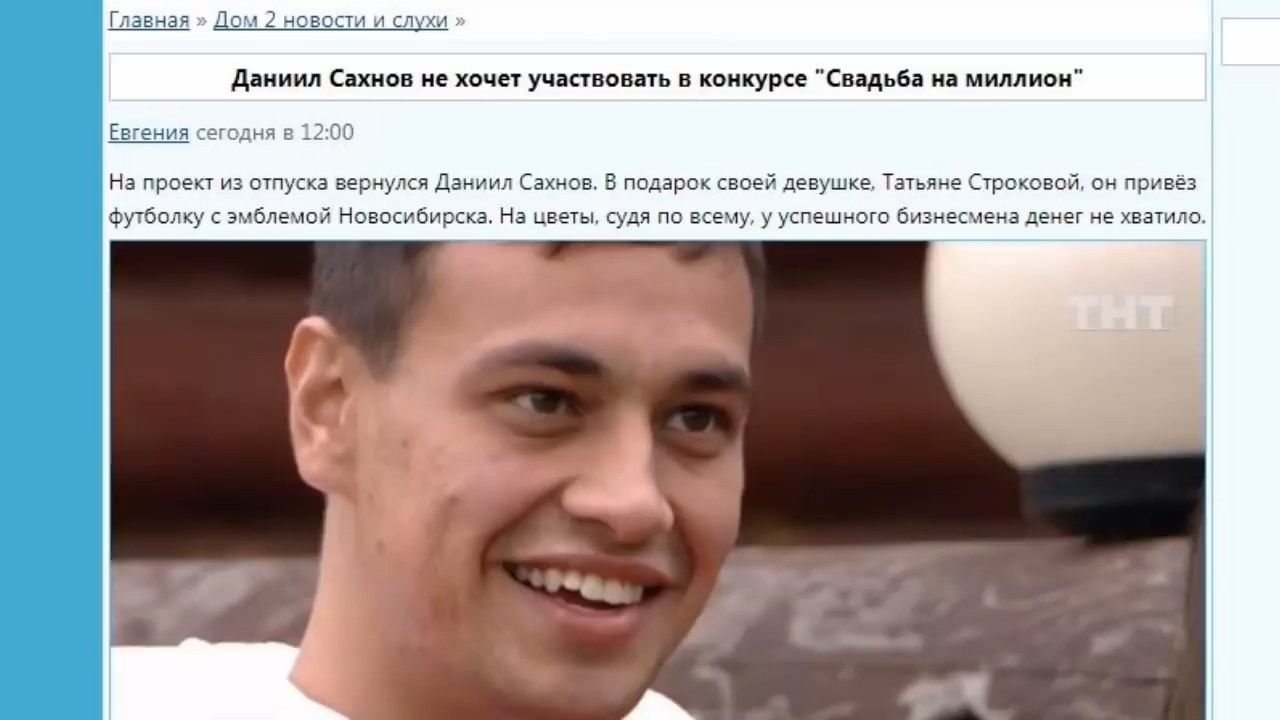 Главная » Дом 2 новости и слухи »
Даниил Сахнов не хочет участвовать в конкурсе "Свадьба на миллион"
Евгения сегодня в 12:00
На проект из отпуска вернулся Даниил Сахнов. В подарок своей девушке, Татьяне Строковой, он привёз
футболку с эмблемой Новосибирска. На цветы, судя по всему, у успешного бизнесмена денег не хватило.
ТНТ